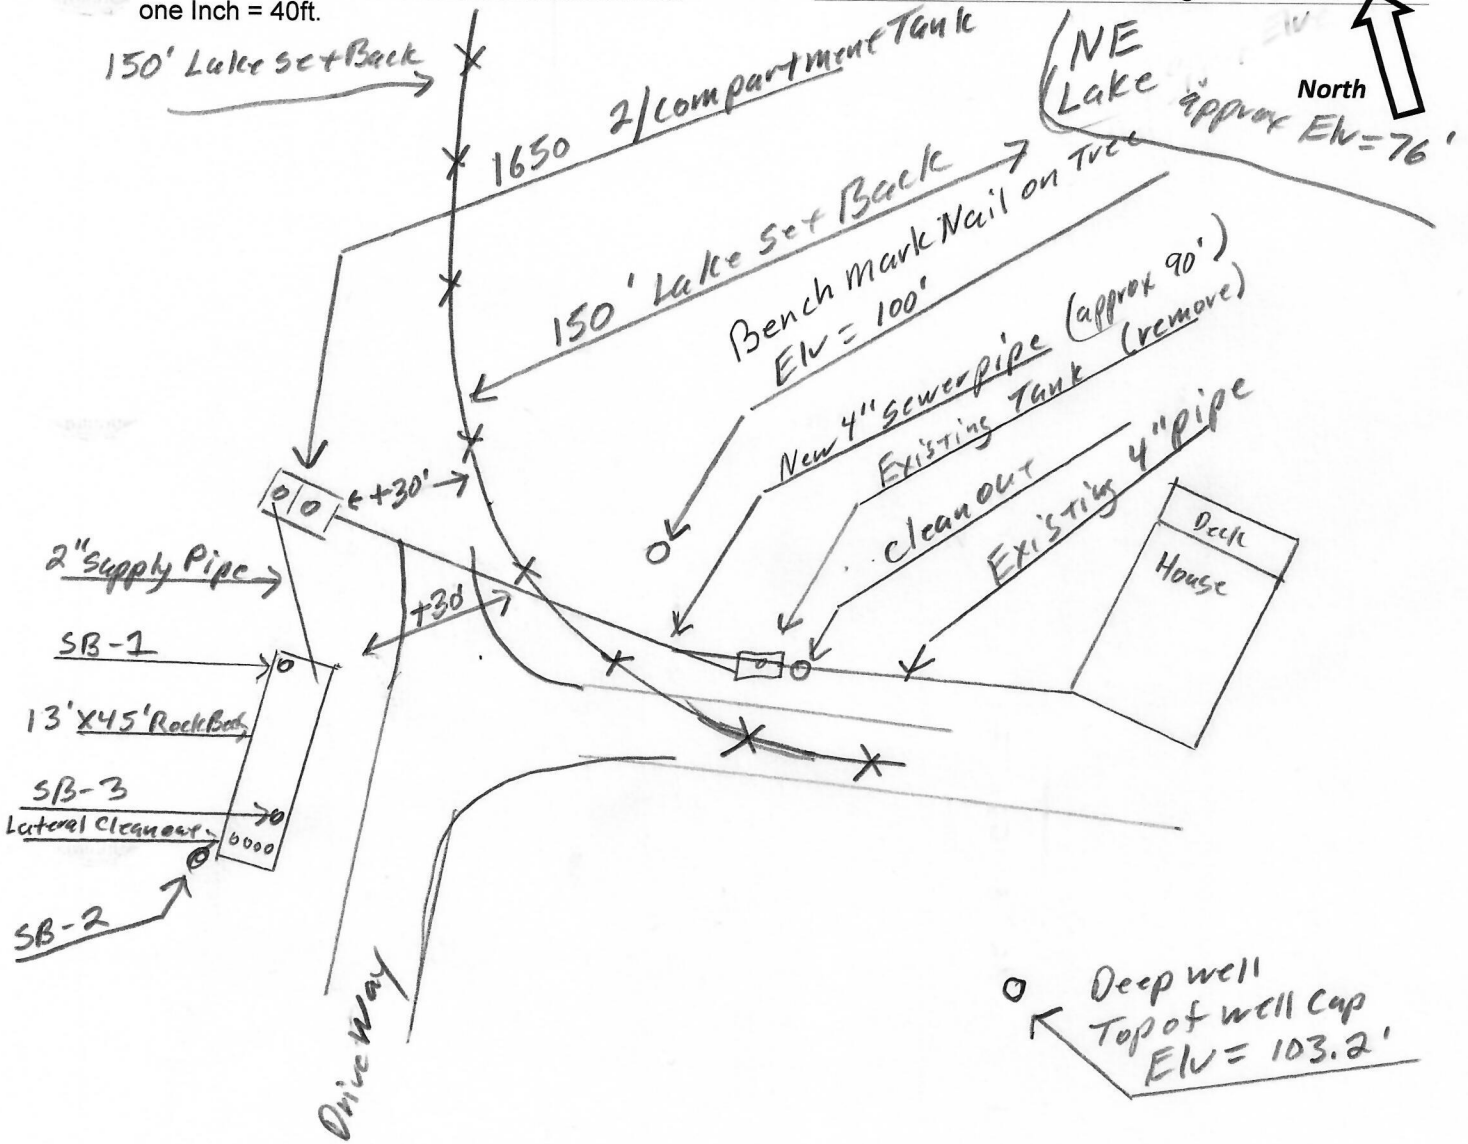 one Inch = 40ft.
150' Lake set Back
1650 2/compartment Tank
NE
Lake
North
approx Elv = 76'
150' Lake set Back
Bench mark Nail on Tree
Elv = 100'
New 4" sewer pipe (approx 90')
Existing Tank (remove)
cleanout
Existing 4" pipe
+30'
Deck
House
2" Supply Pipe
+30'
SB-1
13'X45' Rock Bed
SB-3
Lateral Cleanout
SB-2
Drive Way
Deep well
Top of well Cap
Elv = 103.2'